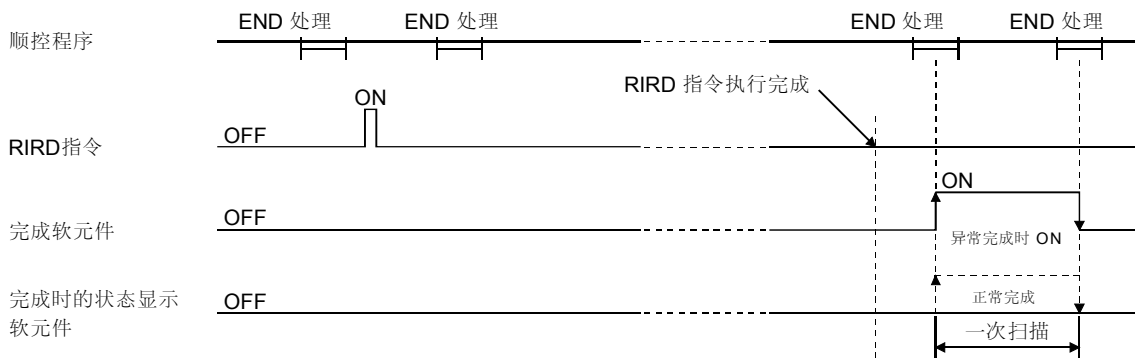 END 处理
END 处理
END 处理
END 处理
顺控程序
RIRD 指令执行完成
ON
RIRD指令
OFF
ON
完成软元件
OFF
异常完成时 ON
完成时的状态显示
软元件
OFF
正常完成
一次扫描